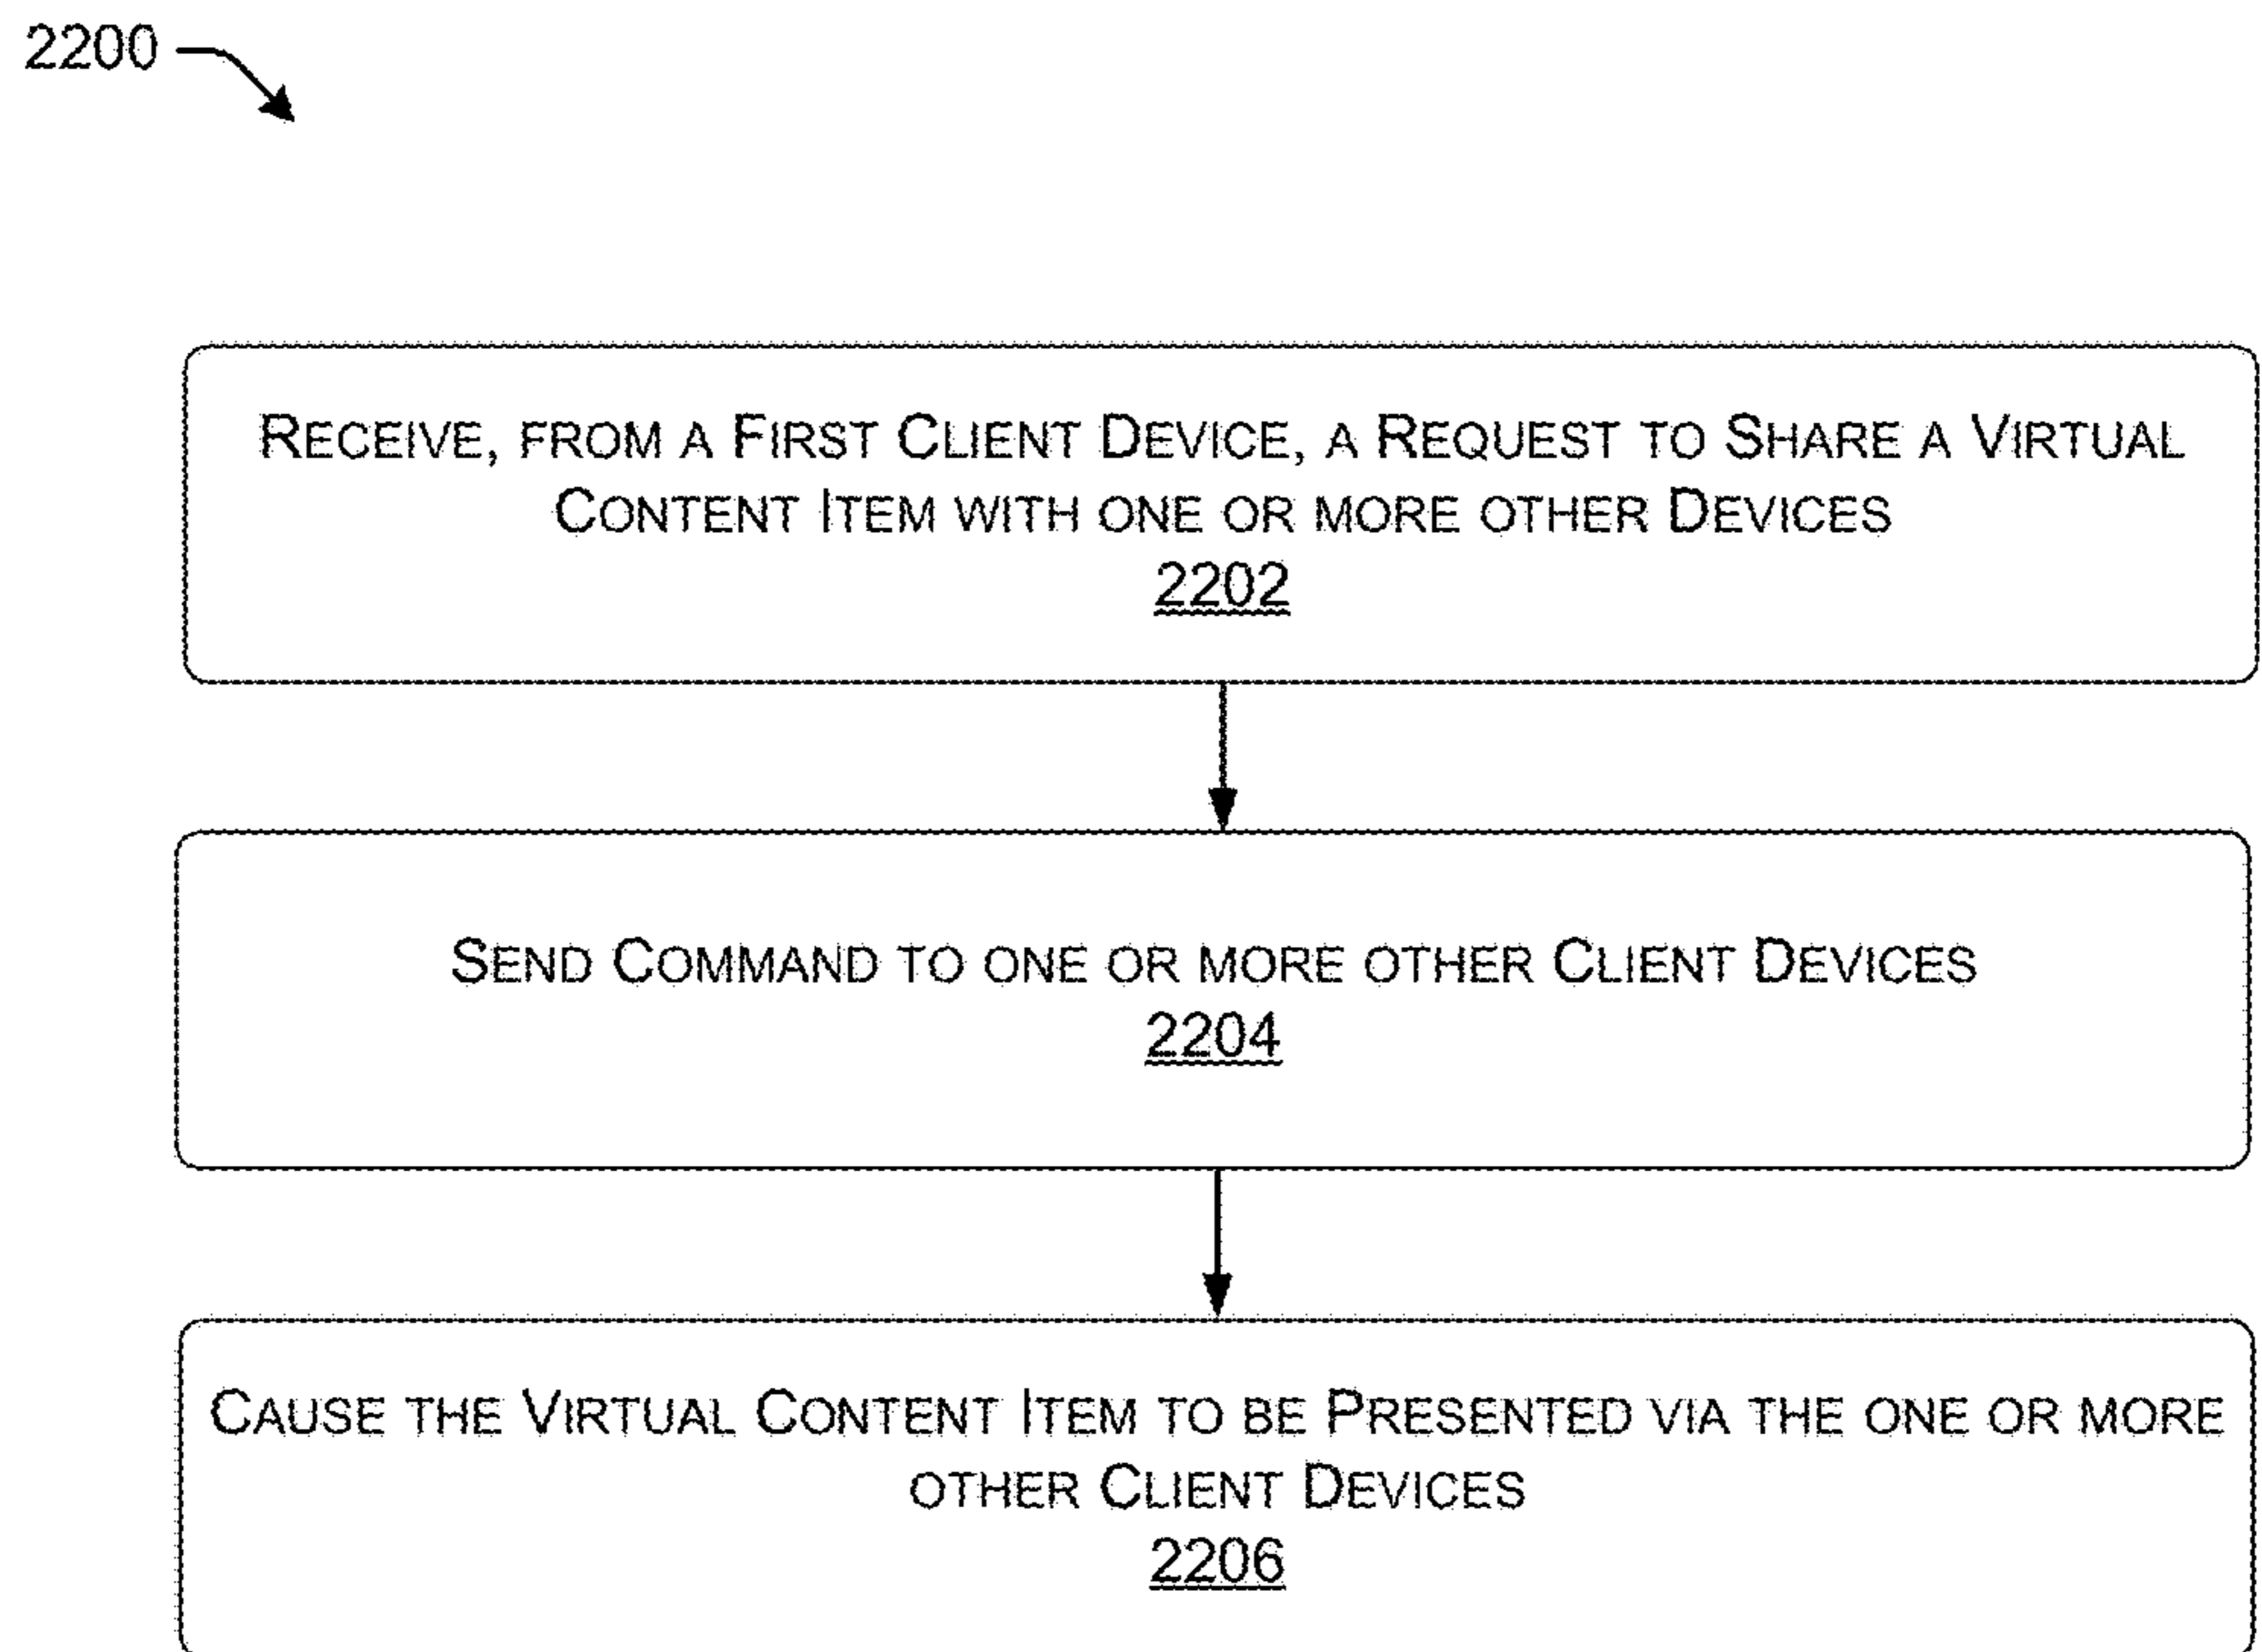 2200
Receive, from a First Client Device, a Request to Share a Virtual
Content Item with one or more other Devices
2202
Send Command to one or more other Client Devices
2204
Cause the Virtual Content Item to be Presented via the one or more
other Client Devices
2206